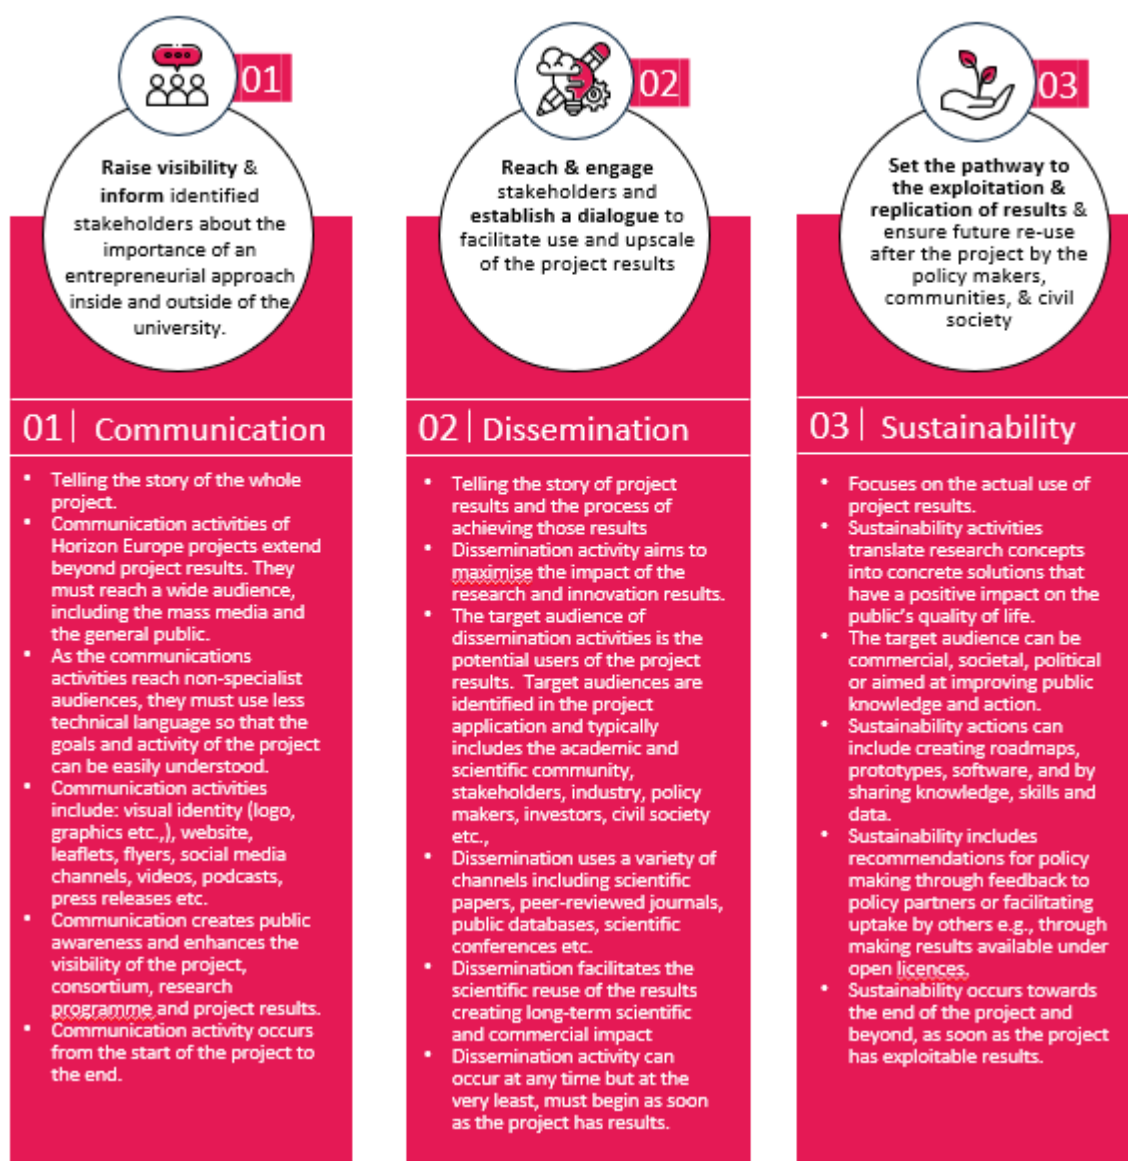 01
Raise visibility &
inform identified
stakeholders about the
importance of an
entrepreneurial approach
inside and outside of the
university.
01 | Communication
• Telling the story of the whole
project.
• Communication activities of
Horizon Europe projects extend
beyond project results. They
must reach a wide audience,
including the mass media and
the general public.
• As the communications
activities reach non-specialist
audiences, they must use less
technical language so that the
goals and activity of the project
can be easily understood.
• Communication activities
include: visual identity (logo,
graphics etc.,), website,
leaflets, flyers, social media
channels, videos, podcasts,
press releases etc.
• Communication creates public
awareness and enhances the
visibility of the project,
consortium, research
programme and project results.
• Communication activity occurs
from the start of the project to
the end.
02
Reach & engage
stakeholders and
establish a dialogue to
facilitate use and upscale
of the project results
02 | Dissemination
• Telling the story of project
results and the process of
achieving those results
• Dissemination activity aims to
maximise the impact of the
research and innovation results.
• The target audience of
dissemination activities is the
potential users of the project
results. Target audiences are
identified in the project
application and typically
includes the academic and
scientific community,
stakeholders, industry, policy
makers, investors, civil society
etc.,
• Dissemination uses a variety of
channels including scientific
papers, peer-reviewed journals,
public databases, scientific
conferences etc.
• Dissemination facilitates the
scientific reuse of the results
creating long-term scientific
and commercial impact
• Dissemination activity can
occur at any time but at the
very least, must begin as soon
as the project has results.
03
Set the pathway to
the exploitation &
replication of results &
ensure future re-use
after the project by the
policy makers,
communities, & civil
society
03 | Sustainability
• Focuses on the actual use of
project results.
• Sustainability activities
translate research concepts
into concrete solutions that
have a positive impact on the
public's quality of life.
• The target audience can be
commercial, societal, political
or aimed at improving public
knowledge and action.
• Sustainability actions can
include creating roadmaps,
prototypes, software, and by
sharing knowledge, skills and
data.
• Sustainability includes
recommendations for policy
making through feedback to
policy partners or facilitating
uptake by others e.g., through
making results available under
open licences.
• Sustainability occurs towards
the end of the project and
beyond, as soon as the project
has exploitable results.